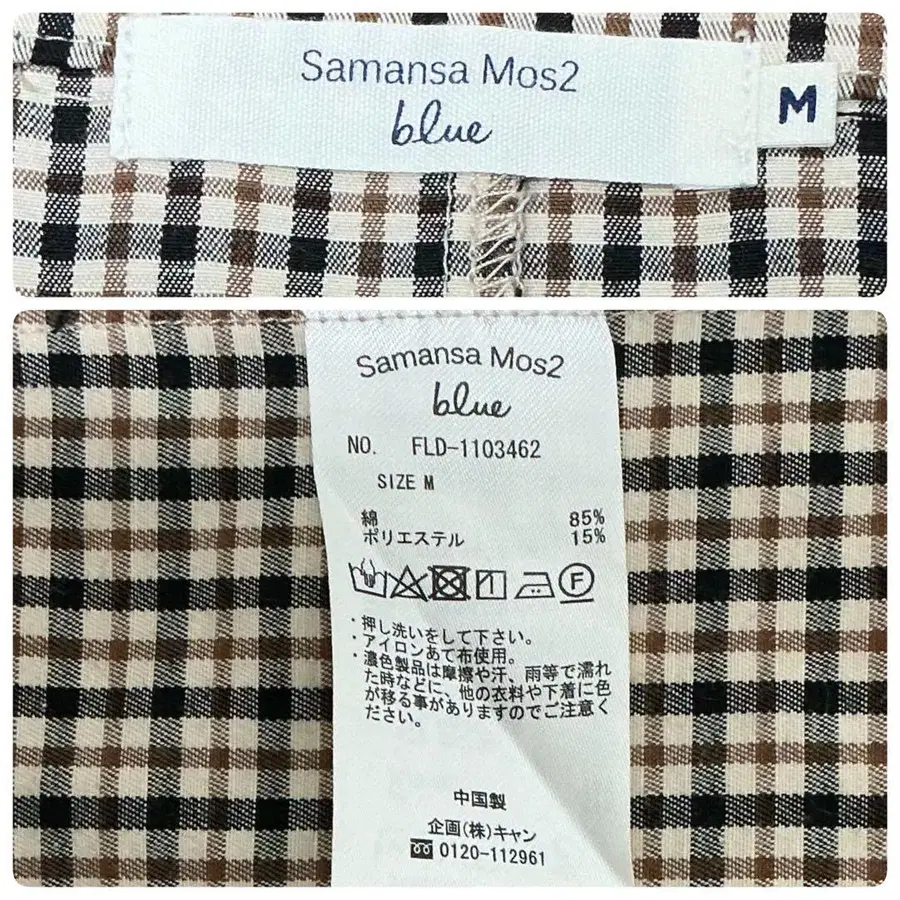 Samansa Mos2
blue
M
Samansa Mos2
blue
NO. FLD-1103462
SIZE M
綿 85%
ポリエステル 15%
F
・押し洗いをして下さい。
・アイロンあて布使用。
・濃色製品は摩擦や汗、雨等で濡れ
た時などに、他の衣料や下着に色
が移る事がありますのでご注意く
ださい。
中国製
企画(株)キャン
0120-112961